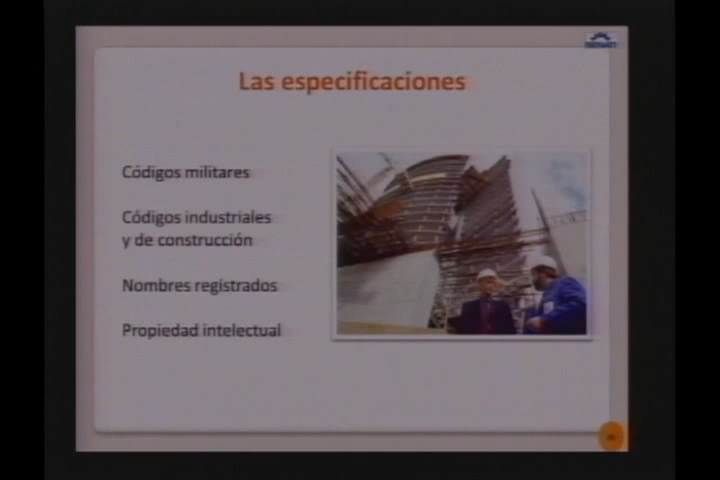 Las especificaciones
Códigos militares
Códigos industriales
y de construcción
Nombres registrados
Propiedad intelectual